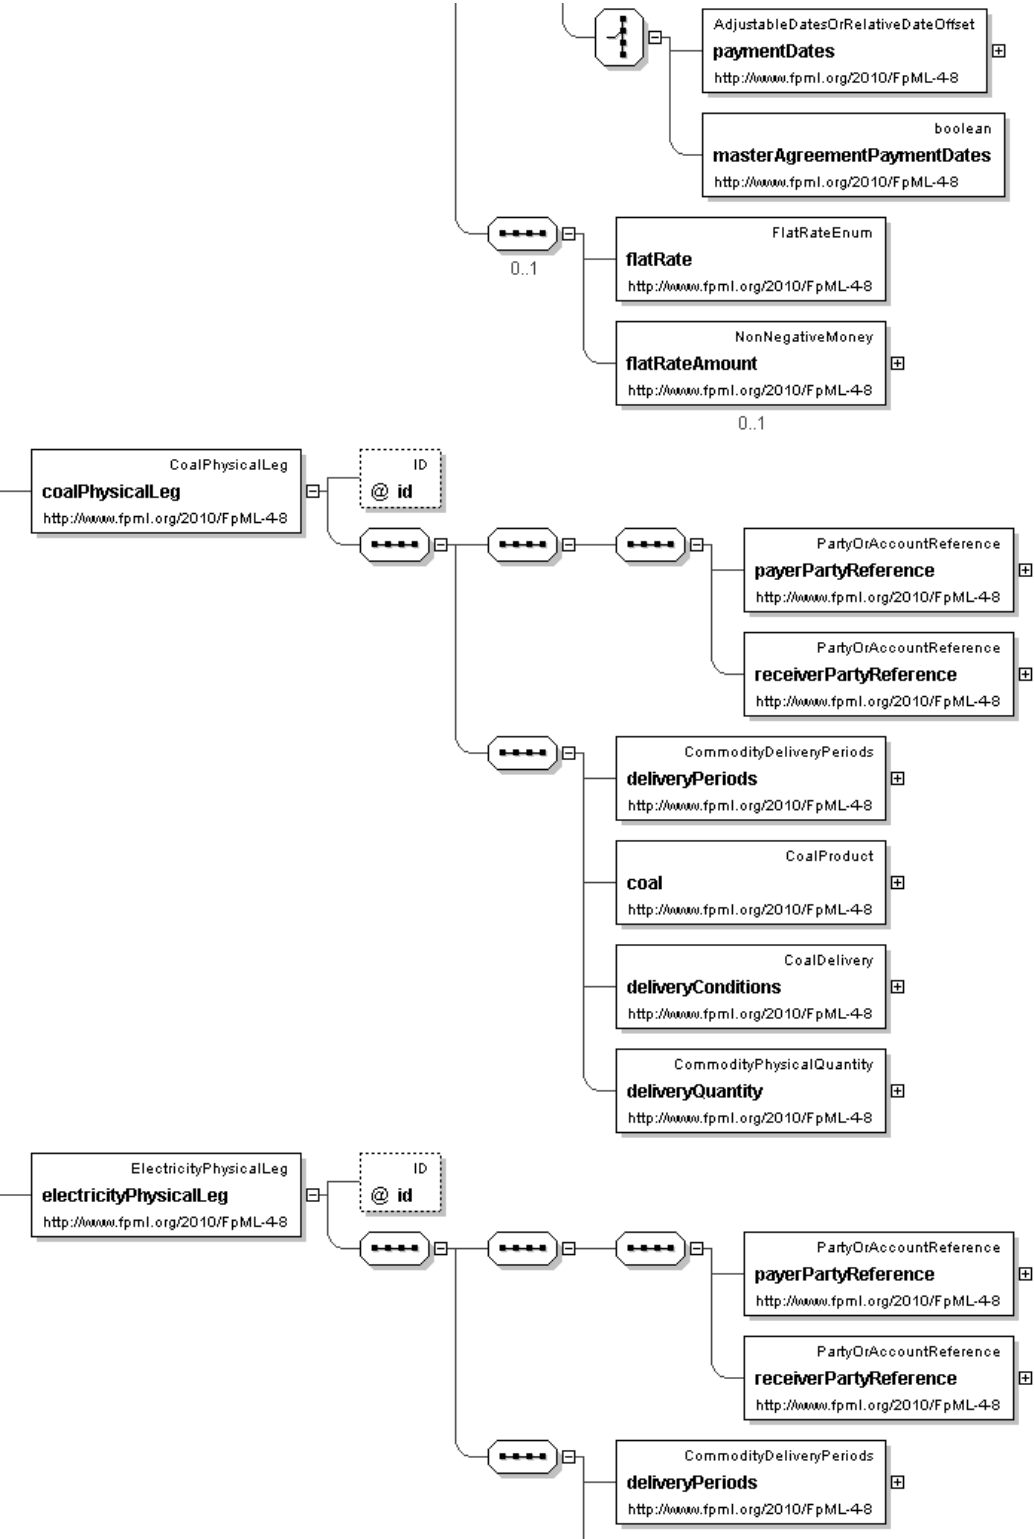 AdjustableDatesOrRelativeDateOffset
paymentDates
http://www.fpml.org/2010/FpML-4-8
boolean
masterAgreementPaymentDates
http://www.fpml.org/2010/FpML-4-8
FlatRateEnum
flatRate
http://www.fpml.org/2010/FpML-4-8
0..1
NonNegativeMoney
flatRateAmount
http://www.fpml.org/2010/FpML-4-8
0..1
CoalPhysicalLeg
coalPhysicalLeg
http://www.fpml.org/2010/FpML-4-8
ID
@ id
PartyOrAccountReference
payerPartyReference
http://www.fpml.org/2010/FpML-4-8
PartyOrAccountReference
receiverPartyReference
http://www.fpml.org/2010/FpML-4-8
CommodityDeliveryPeriods
deliveryPeriods
http://www.fpml.org/2010/FpML-4-8
CoalProduct
coal
http://www.fpml.org/2010/FpML-4-8
CoalDelivery
deliveryConditions
http://www.fpml.org/2010/FpML-4-8
CommodityPhysicalQuantity
deliveryQuantity
http://www.fpml.org/2010/FpML-4-8
ElectricityPhysicalLeg
electricityPhysicalLeg
http://www.fpml.org/2010/FpML-4-8
ID
@ id
PartyOrAccountReference
payerPartyReference
http://www.fpml.org/2010/FpML-4-8
PartyOrAccountReference
receiverPartyReference
http://www.fpml.org/2010/FpML-4-8
CommodityDeliveryPeriods
deliveryPeriods
http://www.fpml.org/2010/FpML-4-8